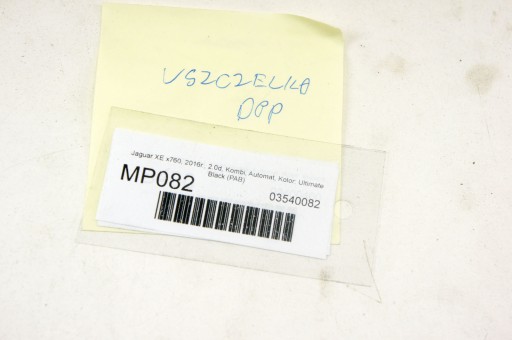 USZCZELKA
DPP
Jaguar XE x760, 2016r., 2.0d, Kombi, Automat, Kolor: Ultimate
Black (PAB)
MP082
03540082